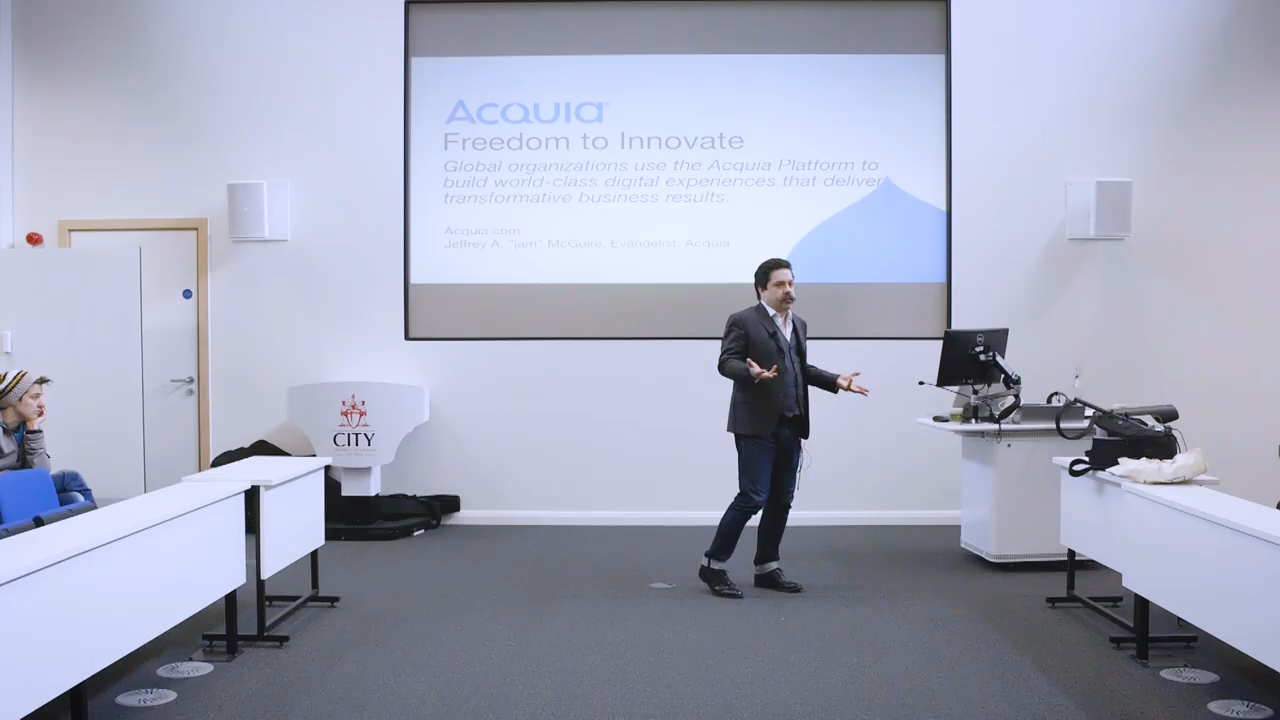 ACQUIA
Freedom to Innovate
Global organizations use the Acquia Platform to
build world-class digital experiences that deliver
transformative business results.
Acquia.com
Jeffrey A. "jam" McGuire, Evangelist, Acquia
CITY